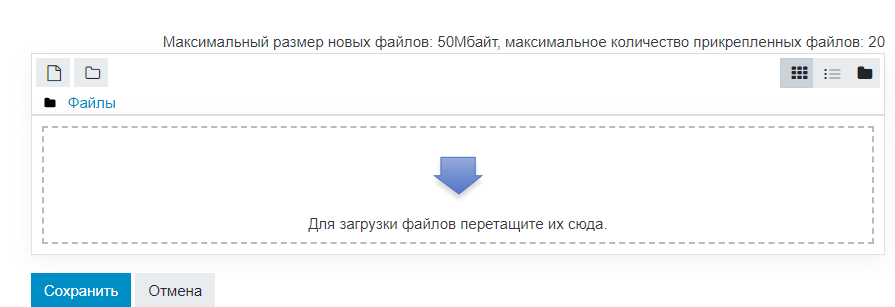 Максимальный размер новых файлов: 50Мбайт, максимальное количество прикрепленных файлов: 20
Файлы
Для загрузки файлов перетащите их сюда.
Сохранить Отмена